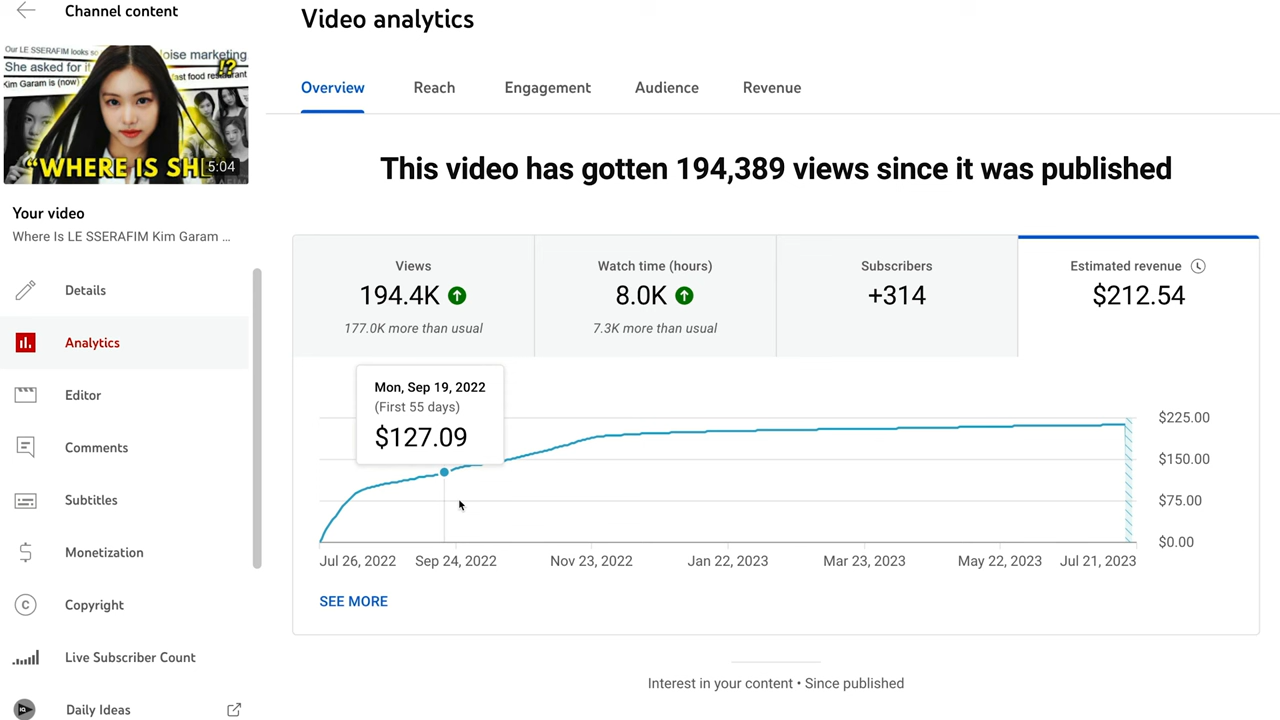 Channel content
Our LE SSERAFIM looks so
noise marketing
She asked for it
!?
fast food restaurant
Kim Garam is (now)
"WHERE IS SH
5:04
Your video
Where Is LE SSERAFIM Kim Garam ...
Details
Analytics
Editor
Comments
Subtitles
Monetization
Copyright
Live Subscriber Count
Daily Ideas
Video analytics
Overview
Reach
Engagement
Audience
Revenue
This video has gotten 194,389 views since it was published
Views
194.4K
177.0K more than usual
Watch time (hours)
8.0K
7.3K more than usual
Subscribers
+314
Estimated revenue
$212.54
Mon, Sep 19, 2022
(First 55 days)
$127.09
$225.00
$150.00
$75.00
$0.00
Jul 26, 2022
Sep 24, 2022
Nov 23, 2022
Jan 22, 2023
Mar 23, 2023
May 22, 2023
Jul 21, 2023
SEE MORE
Interest in your content • Since published